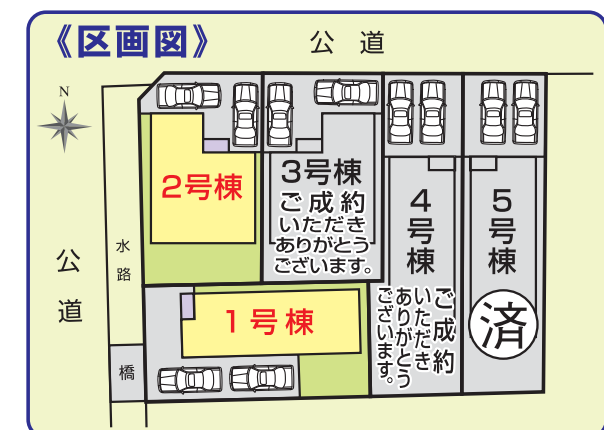 《区画図》
公道
N
2号棟
3号棟
ご成約
いただき
ありがとう
ございます。
4号棟
ご成約
いただき
ありがとう
ございます。
5号棟
済
公道
水路
1号棟
橋